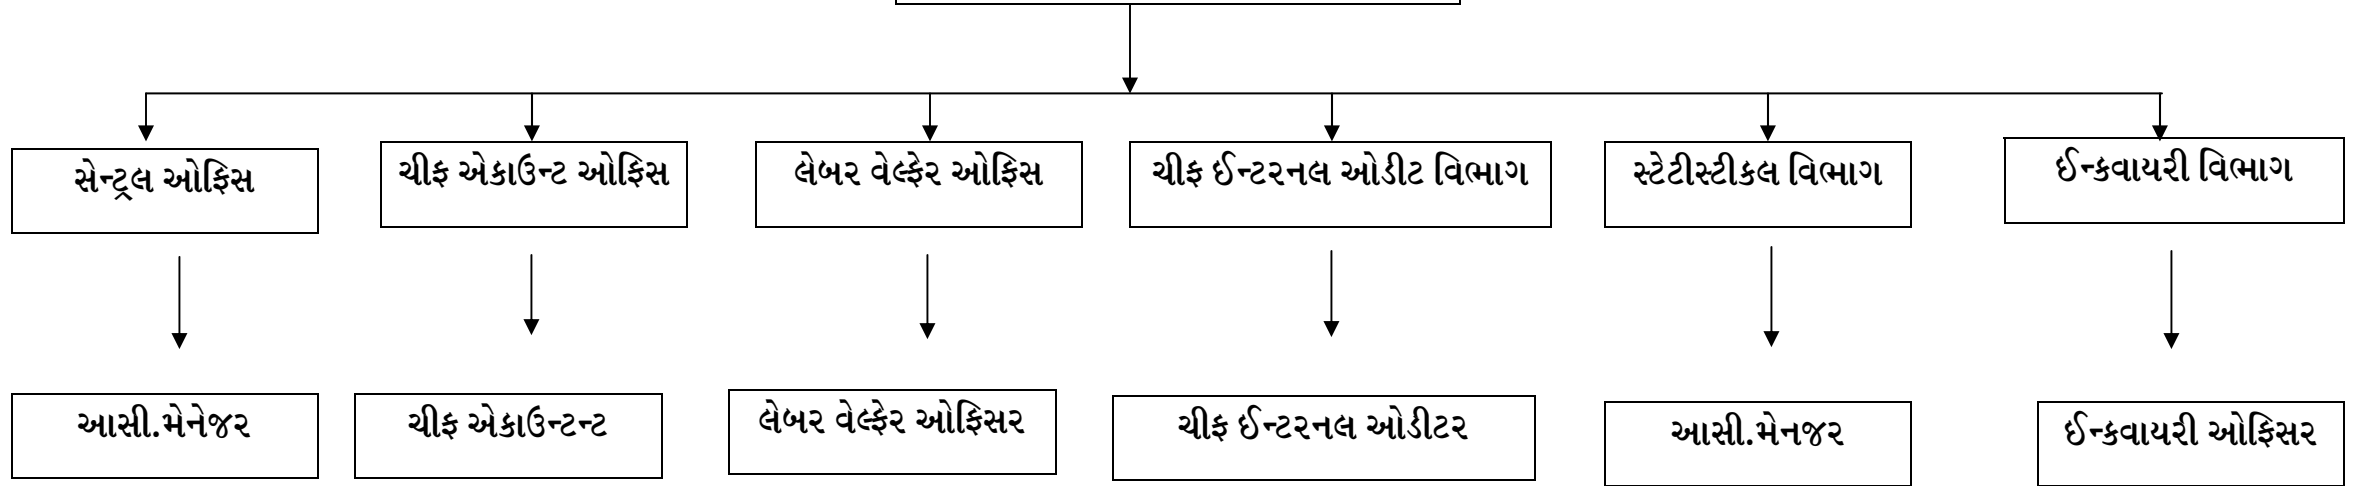 સેન્ટ્રલ ઓફિસ
ચીફ એકાઉન્ટ ઓફિસ
લેબર વેલ્ફેર ઓફિસ
ચીફ ઈન્ટરનલ ઓડીટ વિભાગ
સ્ટેટીસ્ટીકલ વિભાગ
ઈન્કવાયરી વિભાગ
આસી.મેનેજર
ચીફ એકાઉન્ટન્ટ
લેબર વેલ્ફેર ઓફિસર
ચીફ ઈન્ટરનલ ઓડીટર
આસી.મેનજર
ઈન્કવાયરી ઓફિસર